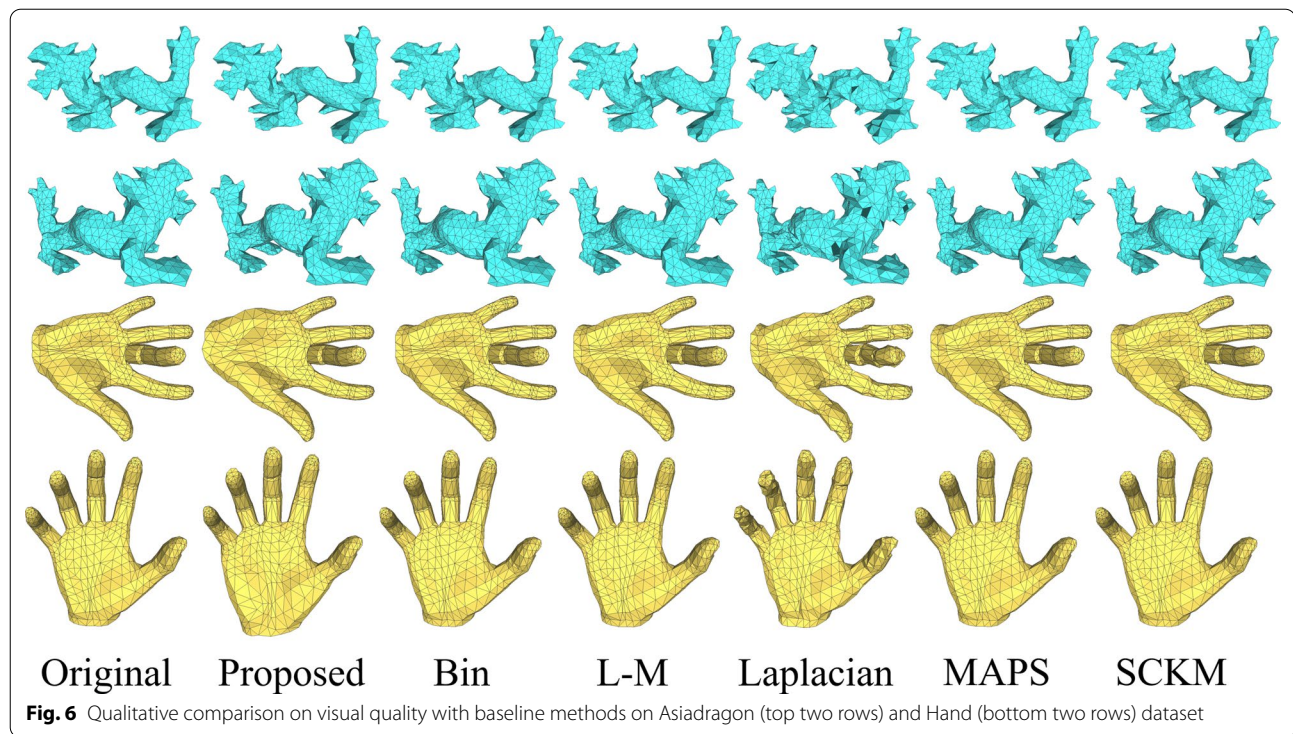 Original Proposed Bin L-M Laplacian MAPS SCKM
Fig. 6 Qualitative comparison on visual quality with baseline methods on Asiadragon (top two rows) and Hand (bottom two rows) dataset